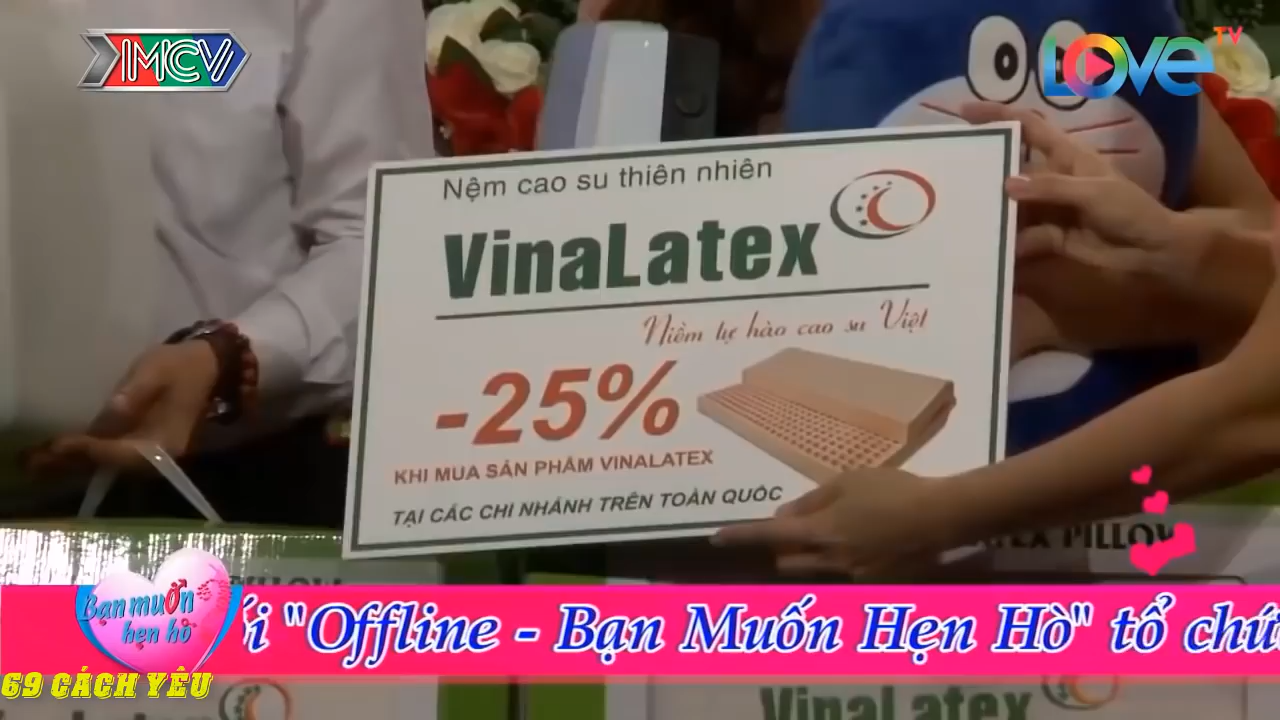 MCV
LOVE TV
Nệm cao su thiên nhiên
VinaLatex
Niềm tự hào cao su Việt
-25%
KHI MUA SẢN PHẨM VINALATEX
TẠI CÁC CHI NHÁNH TRÊN TOÀN QUỐC
PILLOW
Bạn muốn
hẹn hò
"Offline - Bạn Muốn Hẹn Hò" tổ
69 CÁCH YÊU
VinaLatex